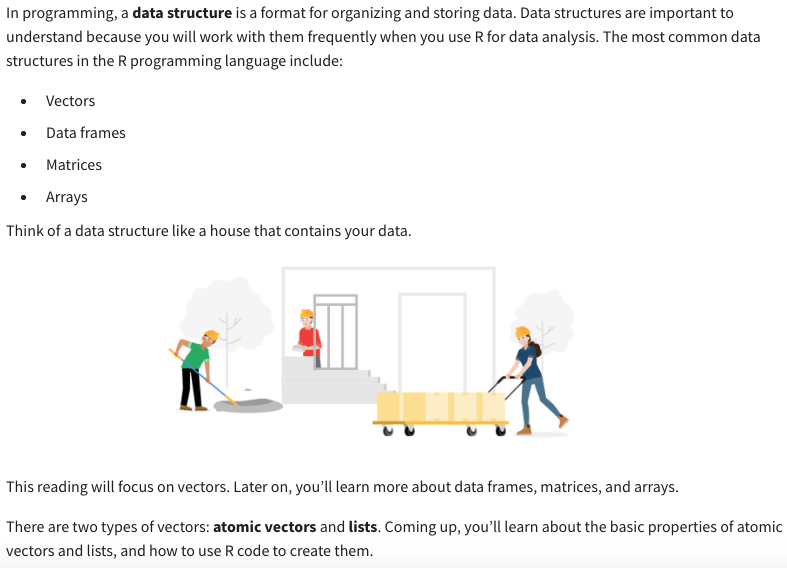 In programming, a data structure is a format for organizing and storing data. Data structures are important to
understand because you will work with them frequently when you use R for data analysis. The most common data
structures in the R programming language include:
• Vectors
• Data frames
• Matrices
• Arrays
Think of a data structure like a house that contains your data.
This reading will focus on vectors. Later on, you’ll learn more about data frames, matrices, and arrays.
There are two types of vectors: atomic vectors and lists. Coming up, you’ll learn about the basic properties of atomic
vectors and lists, and how to use R code to create them.